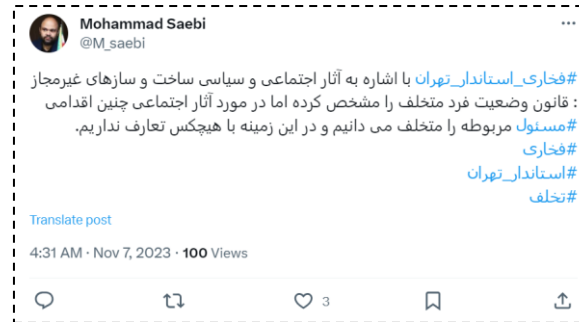 Mohammad Saebi
@M_saebi
#فخاری_استاندار_تهران با اشاره به آثار اجتماعی و سیاسی ساخت و سازهای غیرمجاز
: قانون وضعیت فرد متخلف را مشخص کرده اما در مورد آثار اجتماعی چنین اقدامی
#مسئول مربوطه را متخلف می دانیم و در این زمینه با هیچکس تعارف نداریم.
#فخاری
#استاندار_تهران
#تخلف
Translate post
4:31 AM · Nov 7, 2023 · 100 Views
3